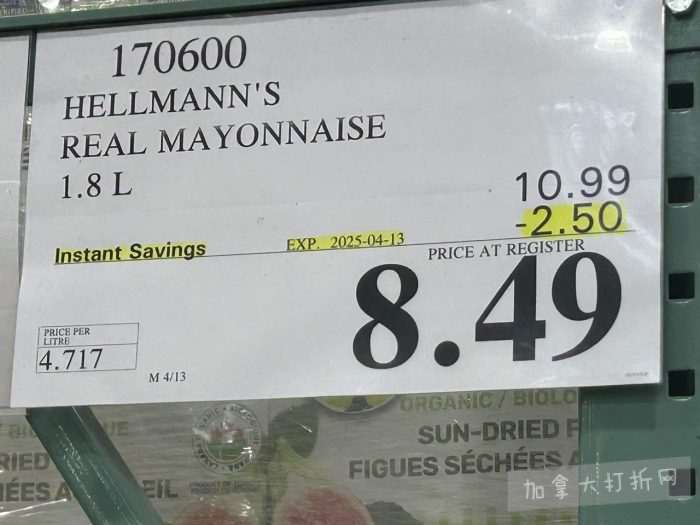 170600
HELLMANN'S
REAL MAYONNAISE
1.8 L
10.99
-2.50
Instant Savings EXP. 2025-04-13
PRICE AT REGISTER
8.49
PRICE PER
LITRE
4.717
M 4/13
ORGANIC / BIOLO
SUN-DRIED F
FIGUES SÉCHÉES A
RIED
ÉES A
EIL
加拿大打折网